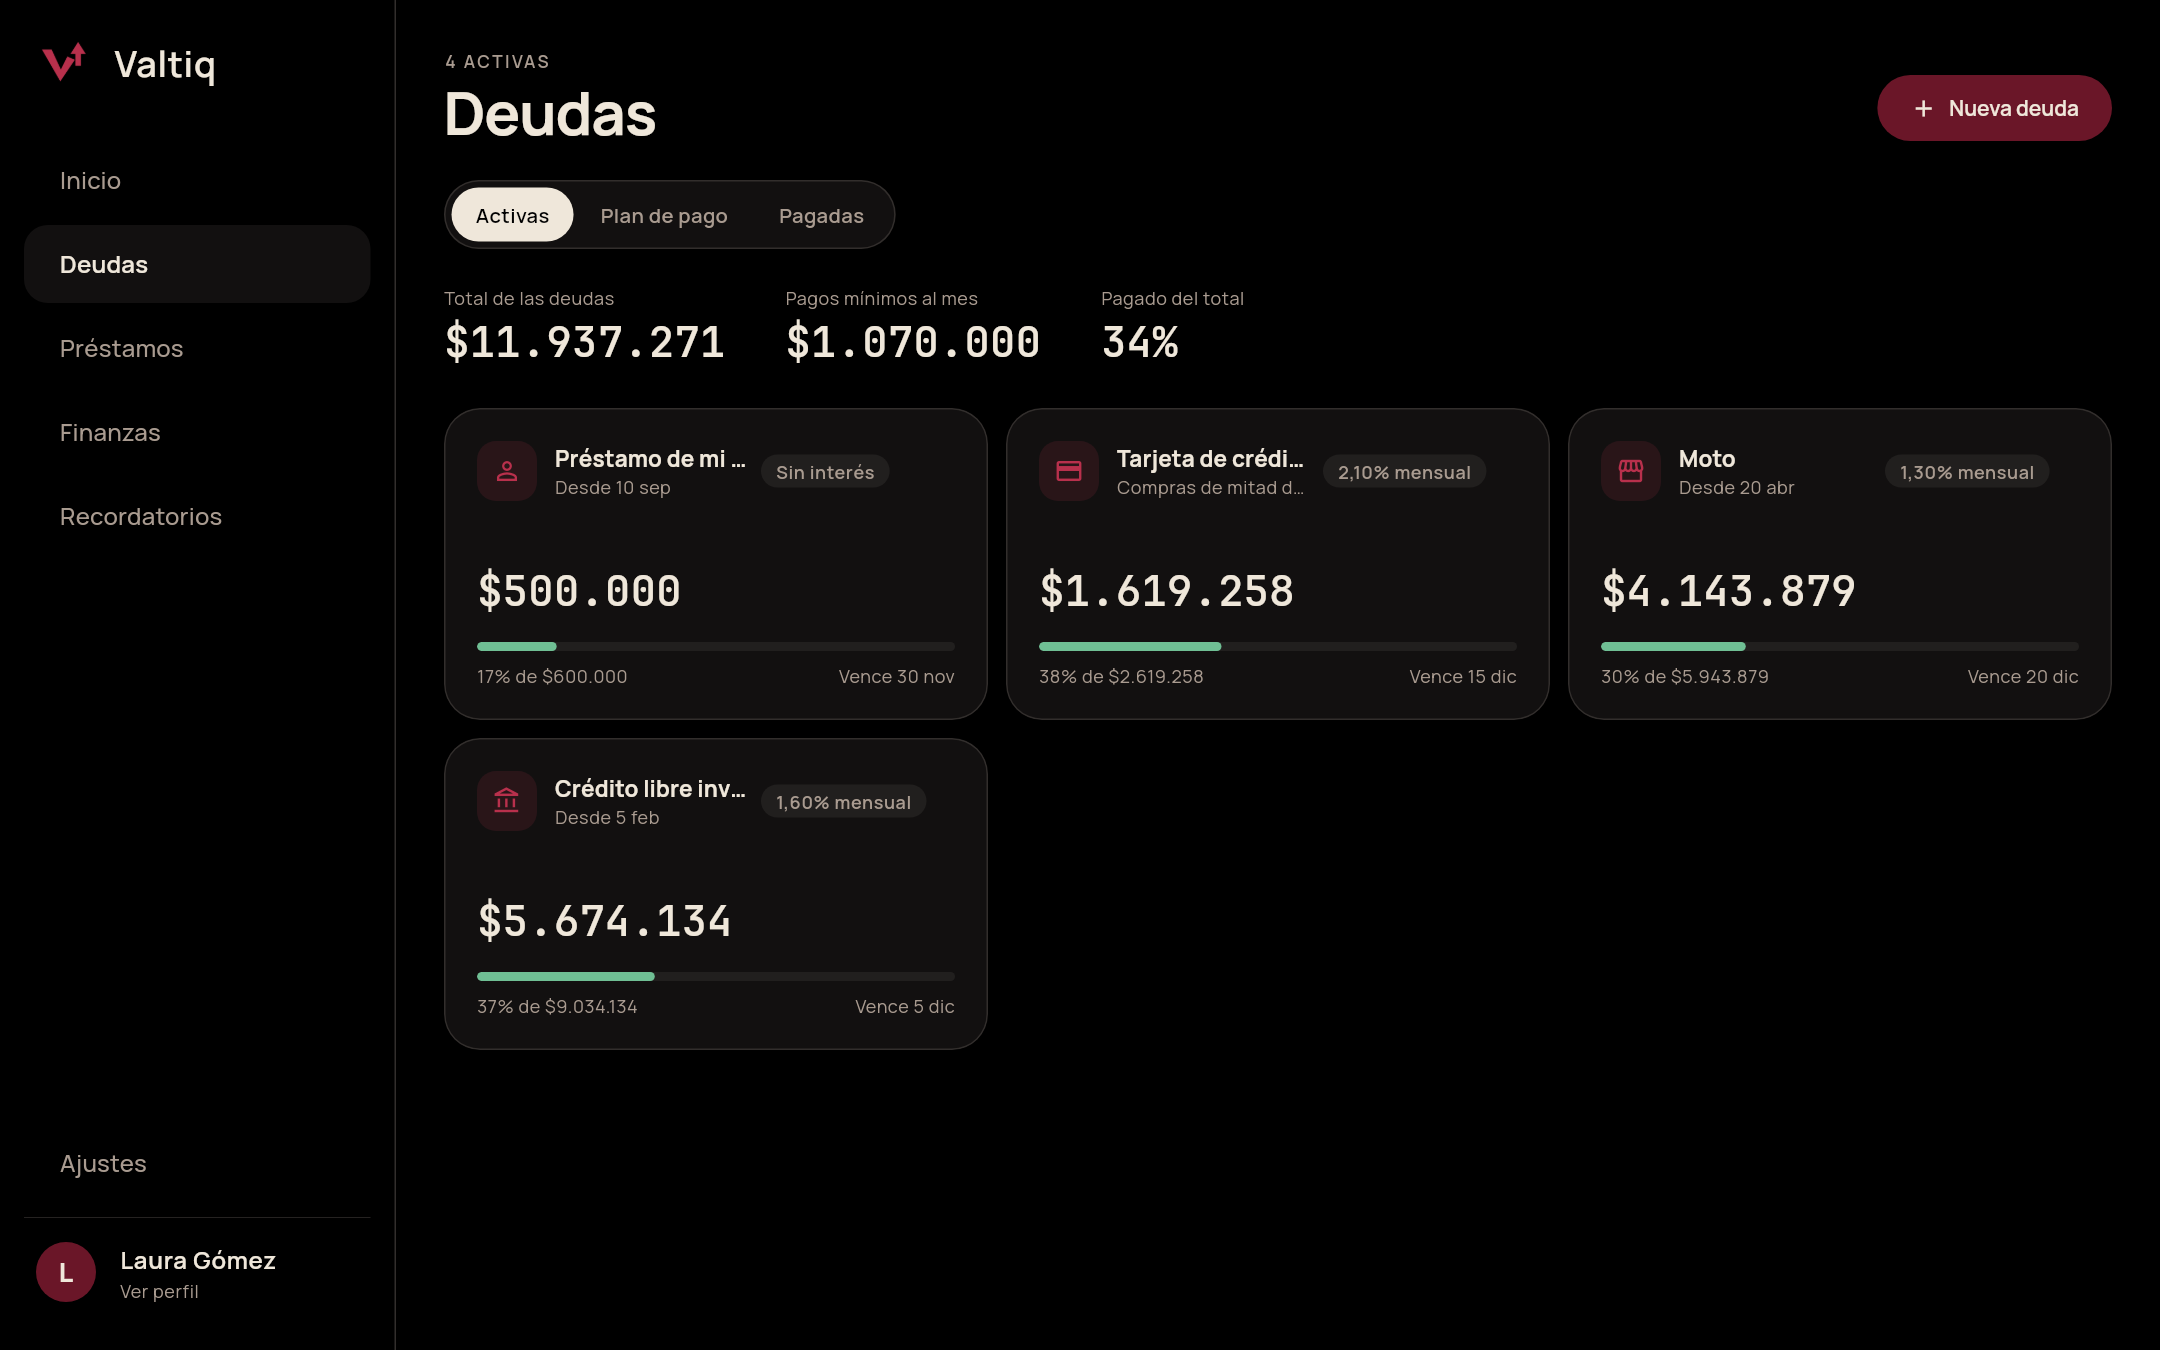 Valtiq
Inicio
Deudas
Préstamos
Finanzas
Recordatorios
Ajustes
L
Laura Gómez
Ver perfil
4 ACTIVAS
Deudas
+ Nueva deuda
Activas
Plan de pago
Pagadas
Total de las deudas
$11.937.271
Pagos mínimos al mes
$1.070.000
Pagado del total
34%
Préstamo de mi ...
Desde 10 sep
Sin interés
$500.000
17% de $600.000
Vence 30 nov
Tarjeta de crédi...
Compras de mitad d...
2,10% mensual
$1.619.258
38% de $2.619.258
Vence 15 dic
Moto
Desde 20 abr
1,30% mensual
$4.143.879
30% de $5.943.879
Vence 20 dic
Crédito libre inv...
Desde 5 feb
1,60% mensual
$5.674.134
37% de $9.034.134
Vence 5 dic